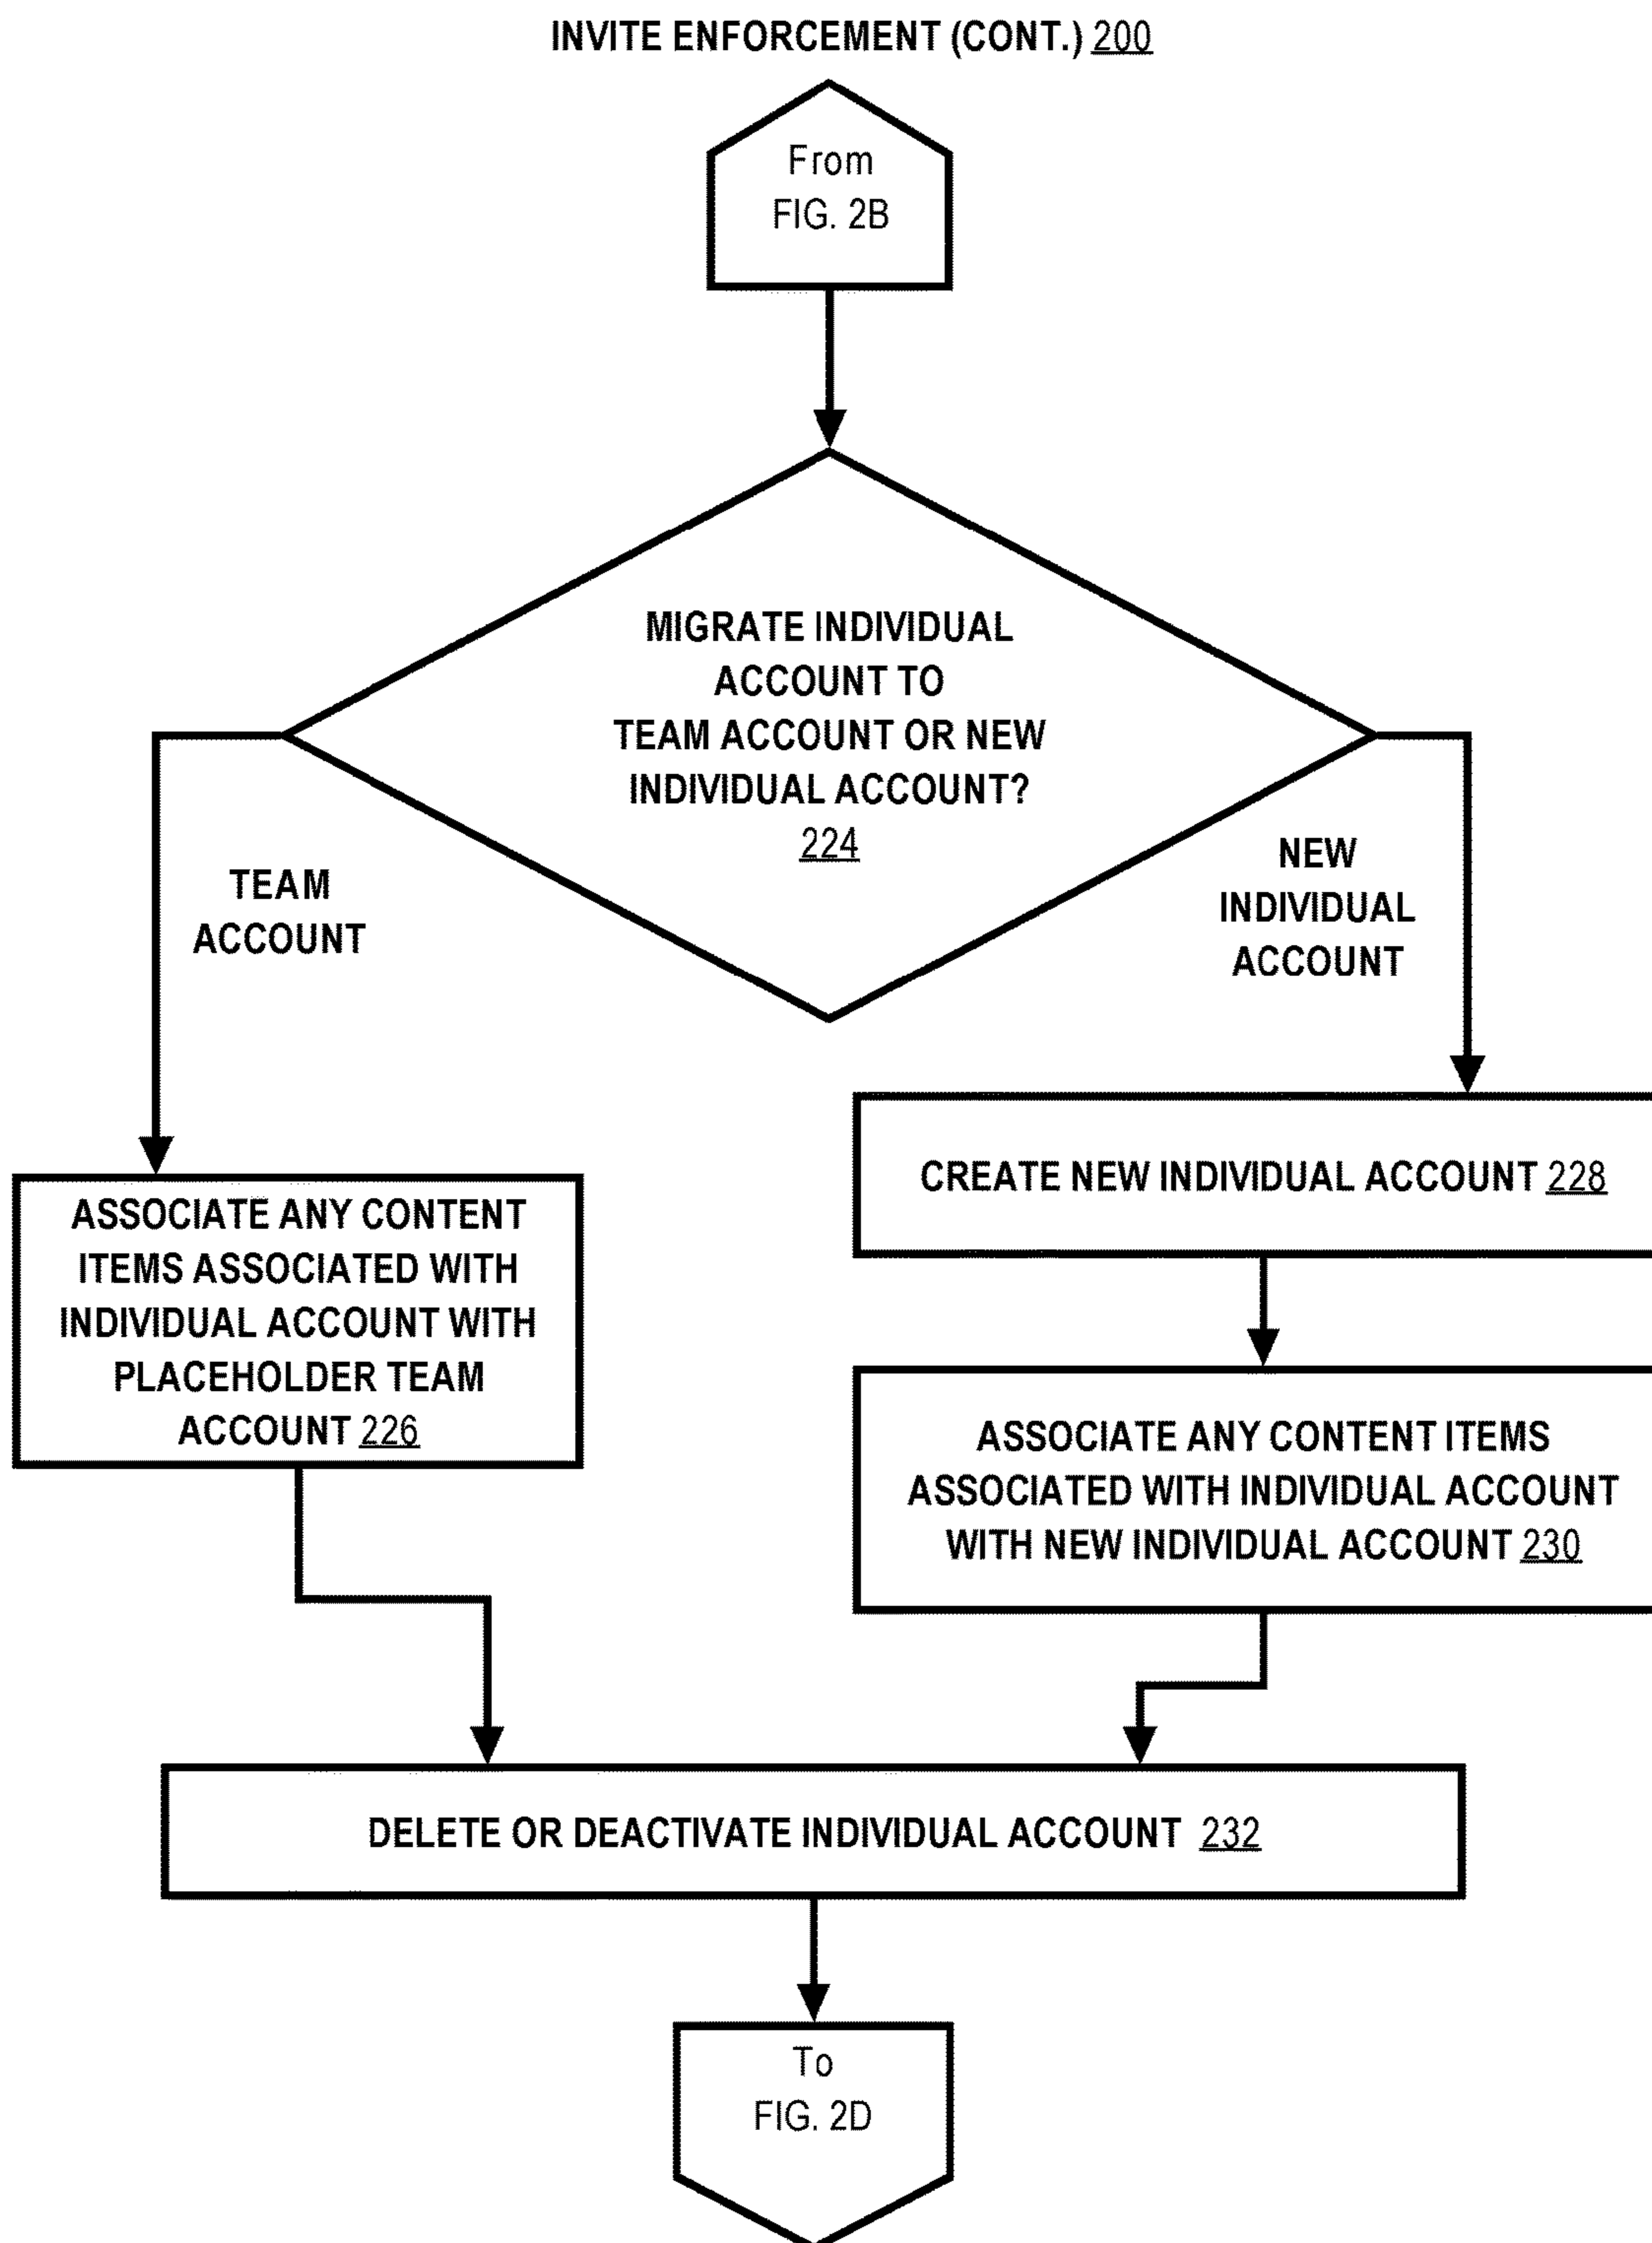 INVITE ENFORCEMENT (CONT.) 200
From
FIG. 2B
MIGRATE INDIVIDUAL
ACCOUNT TO
TEAM ACCOUNT OR NEW
INDIVIDUAL ACCOUNT?
224
TEAM
ACCOUNT
NEW
INDIVIDUAL
ACCOUNT
ASSOCIATE ANY CONTENT
ITEMS ASSOCIATED WITH
INDIVIDUAL ACCOUNT WITH
PLACEHOLDER TEAM
ACCOUNT 226
CREATE NEW INDIVIDUAL ACCOUNT 228
ASSOCIATE ANY CONTENT ITEMS
ASSOCIATED WITH INDIVIDUAL ACCOUNT
WITH NEW INDIVIDUAL ACCOUNT 230
DELETE OR DEACTIVATE INDIVIDUAL ACCOUNT 232
To
FIG. 2D